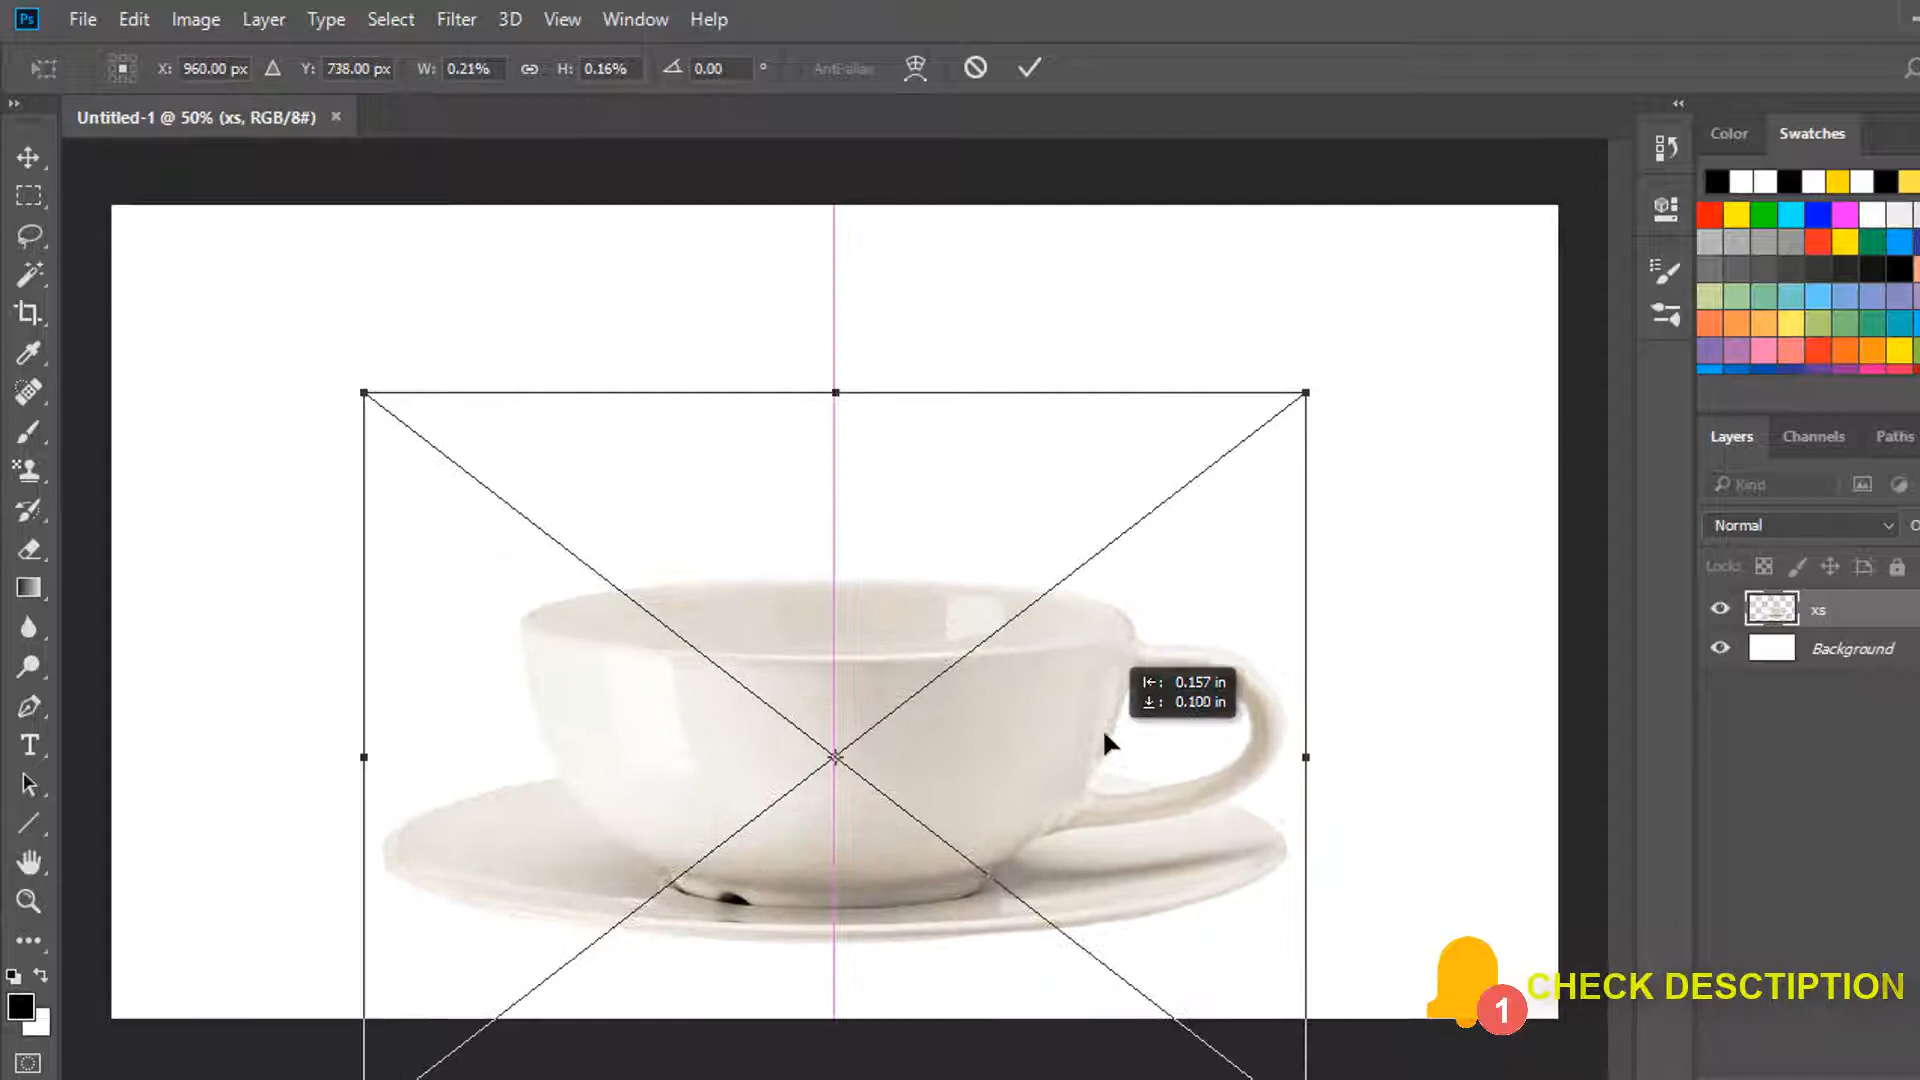 Ps File Edit Image Layer Type Select Filter 3D View Window Help
X: 960.00 px Y: 738.00 px W: 0.21% H: 0.16% 0.00 ° Anti-alias
Untitled-1 @ 50% (xs, RGB/8#) ×
Color Swatches
Layers Channels Paths
Kind
Normal
Lock:
xs
Background
0.157 in
0.100 in
1
CHECK DESCTIPTION